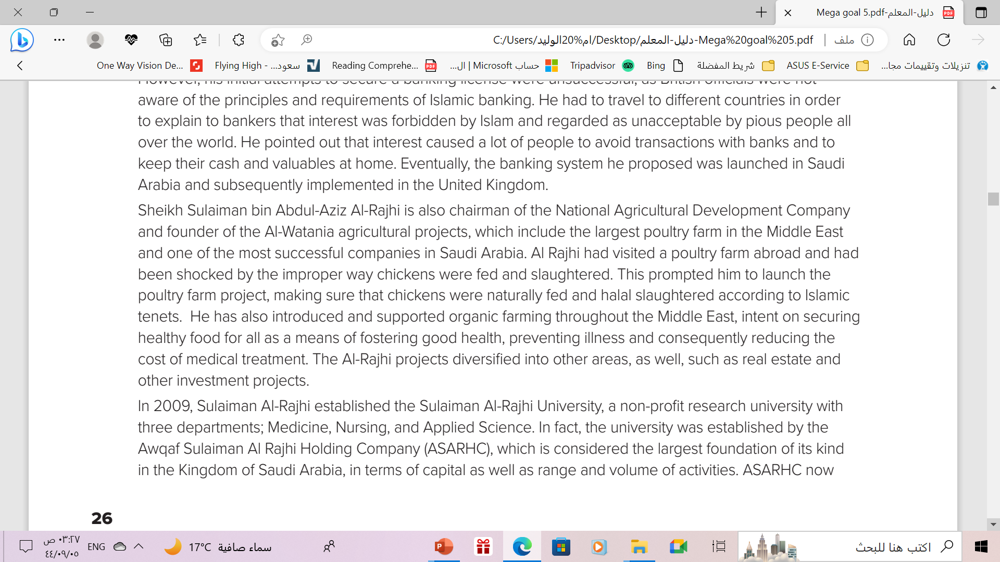 Mega goal 5.pdf-دليل-المعلم
C:/Users/ام%20الوليد/Desktop/دليل-المعلم-Mega%20goal%205.pdf
ملف
One Way Vision De...
Flying High - سعود...
Reading Comprehe...
حساب Microsoft | ال...
Tripadvisor
Bing
شريط المفضلة
ASUS E-Service
تنزيلات وتقييمات مجا...
However, his initial attempts to secure a banking license were unsuccessful, as British officials were not
aware of the principles and requirements of Islamic banking. He had to travel to different countries in order
to explain to bankers that interest was forbidden by Islam and regarded as unacceptable by pious people all
over the world. He pointed out that interest caused a lot of people to avoid transactions with banks and to
keep their cash and valuables at home. Eventually, the banking system he proposed was launched in Saudi
Arabia and subsequently implemented in the United Kingdom.
Sheikh Sulaiman bin Abdul-Aziz Al-Rajhi is also chairman of the National Agricultural Development Company
and founder of the Al-Watania agricultural projects, which include the largest poultry farm in the Middle East
and one of the most successful companies in Saudi Arabia. Al Rajhi had visited a poultry farm abroad and had
been shocked by the improper way chickens were fed and slaughtered. This prompted him to launch the
poultry farm project, making sure that chickens were naturally fed and halal slaughtered according to Islamic
tenets. He has also introduced and supported organic farming throughout the Middle East, intent on securing
healthy food for all as a means of fostering good health, preventing illness and consequently reducing the
cost of medical treatment. The Al-Rajhi projects diversified into other areas, as well, such as real estate and
other investment projects.
In 2009, Sulaiman Al-Rajhi established the Sulaiman Al-Rajhi University, a non-profit research university with
three departments; Medicine, Nursing, and Applied Science. In fact, the university was established by the
Awqaf Sulaiman Al Rajhi Holding Company (ASARHC), which is considered the largest foundation of its kind
in the Kingdom of Saudi Arabia, in terms of capital as well as range and volume of activities. ASARHC now
26
٠٣:٢٧ ص
٤٤/٠٩/٠٥
ENG
17°C سماء صافية
اكتب هنا للبحث